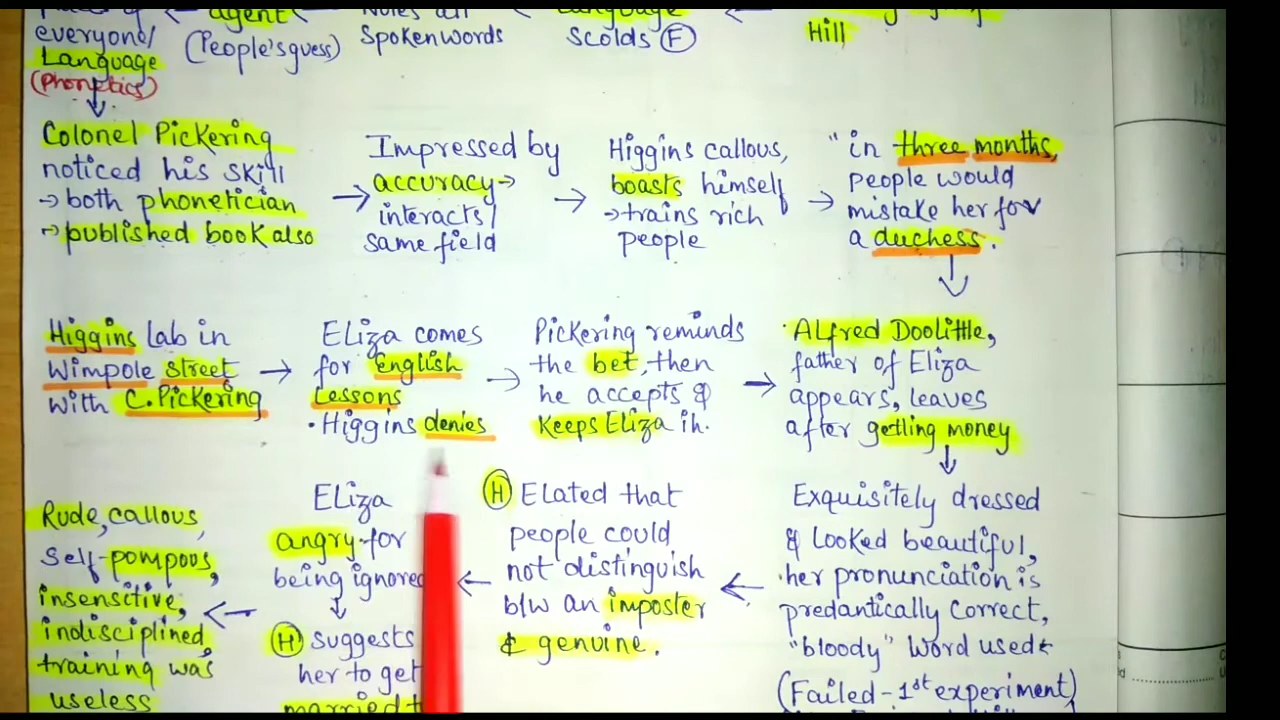 everyone/
Language
(Phonetics)
agent
(People's guess)
Notes all
Spoken words
Language
scolds (F)
Hill
Colonel Pickering
noticed his skill
→ both phonetician
→ published book also
→
Impressed by
accuracy →
interacts/
same field
→
Higgins callous,
boasts himself
→ trains rich
people
→
"in three months,
people would
mistake her for
a duchess.
Higgins lab in
Wimpole street
with C. Pickering
→
Eliza comes
for english
Lessons
• Higgins denies
→
Pickering reminds
the bet, then
he accepts &
Keeps Eliza in.
→
• Alfred Doolittle,
father of Eliza
appears, leaves
after getling money
Exquisitely dressed
& Looked beautiful,
her pronunciation is
predantically correct,
"bloody" word used
(Failed - 1st experiment)
←
(H) Elated that
people could
not distinguish
b/w an imposter
& genuine.
←
Eliza
angry for
being ignored
↓
(H) suggests
her to get
married t
←
Rude, callous,
Self-pompous,
insensitive,
indisciplined
training was
useless